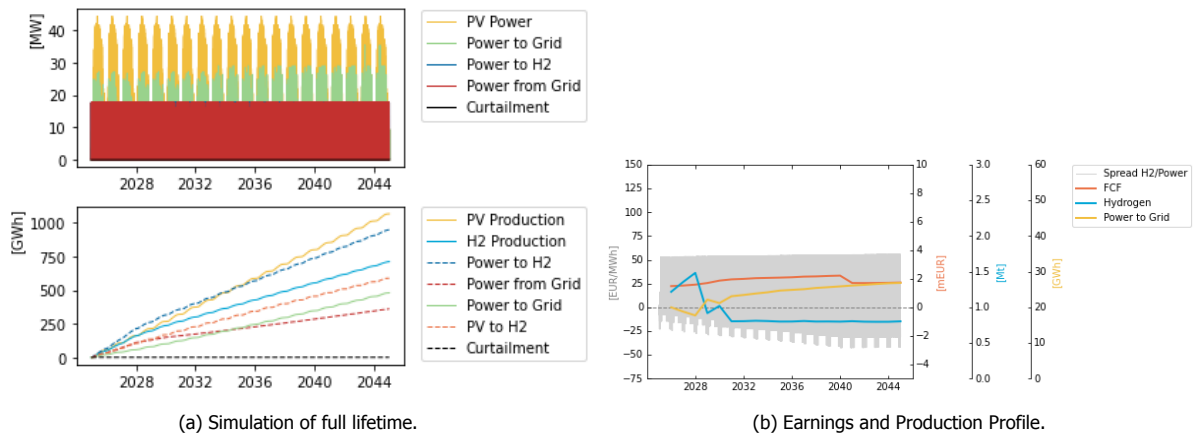 [MW]
40
30
20
10
0
2028 2032 2036 2040 2044
PV Power
Power to Grid
Power to H2
Power from Grid
Curtailment
[GWh]
1000
750
500
250
0
2028 2032 2036 2040 2044
PV Production
H2 Production
Power to H2
Power from Grid
Power to Grid
PV to H2
Curtailment
(a) Simulation of full lifetime.
[EUR/MWh]
150
125
100
75
50
25
0
−25
−50
−75
2028 2032 2036 2040 2044
10
8
6
4
2
0
−2
−4
[mEUR]
3.0
2.5
2.0
1.5
1.0
0.5
0.0
[Mt]
60
50
40
30
20
10
0
[GWh]
Spread H2/Power
FCF
Hydrogen
Power to Grid
(b) Earnings and Production Profile.